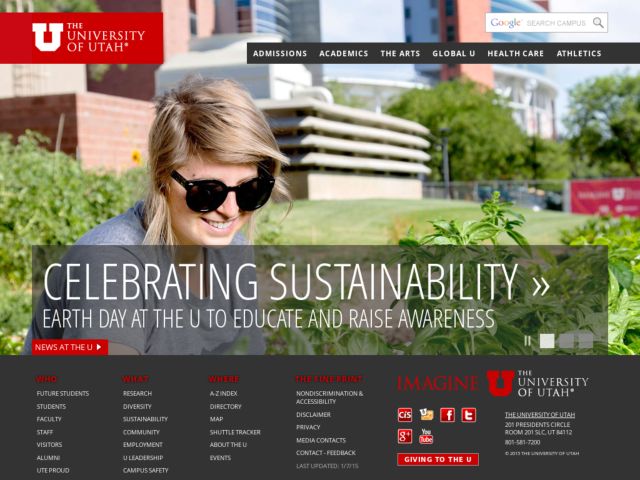 THE
UNIVERSITY
OF UTAH®
Google SEARCH CAMPUS
ADMISSIONS ACADEMICS THE ARTS GLOBAL U HEALTH CARE ATHLETICS
CELEBRATING SUSTAINABILITY »
EARTH DAY AT THE U TO EDUCATE AND RAISE AWARENESS
NEWS AT THE U
WHO
FUTURE STUDENTS
STUDENTS
FACULTY
STAFF
VISITORS
ALUMNI
UTE PROUD
WHAT
RESEARCH
DIVERSITY
SUSTAINABILITY
COMMUNITY
EMPLOYMENT
U LEADERSHIP
CAMPUS SAFETY
WHERE
A-Z INDEX
DIRECTORY
MAP
SHUTTLE TRACKER
ABOUT THE U
EVENTS
THE FINE PRINT
NONDISCRIMINATION &
ACCESSIBILITY
DISCLAIMER
PRIVACY
MEDIA CONTACTS
CONTACT - FEEDBACK
LAST UPDATED: 1/7/15
IMAGINE U THE
UNIVERSITY
OF UTAH®
CIS
You
Tube
GIVING TO THE U
THE UNIVERSITY OF UTAH
201 PRESIDENTS CIRCLE
ROOM 201 SLC, UT 84112
801-581-7200
© 2015 THE UNIVERSITY OF UTAH